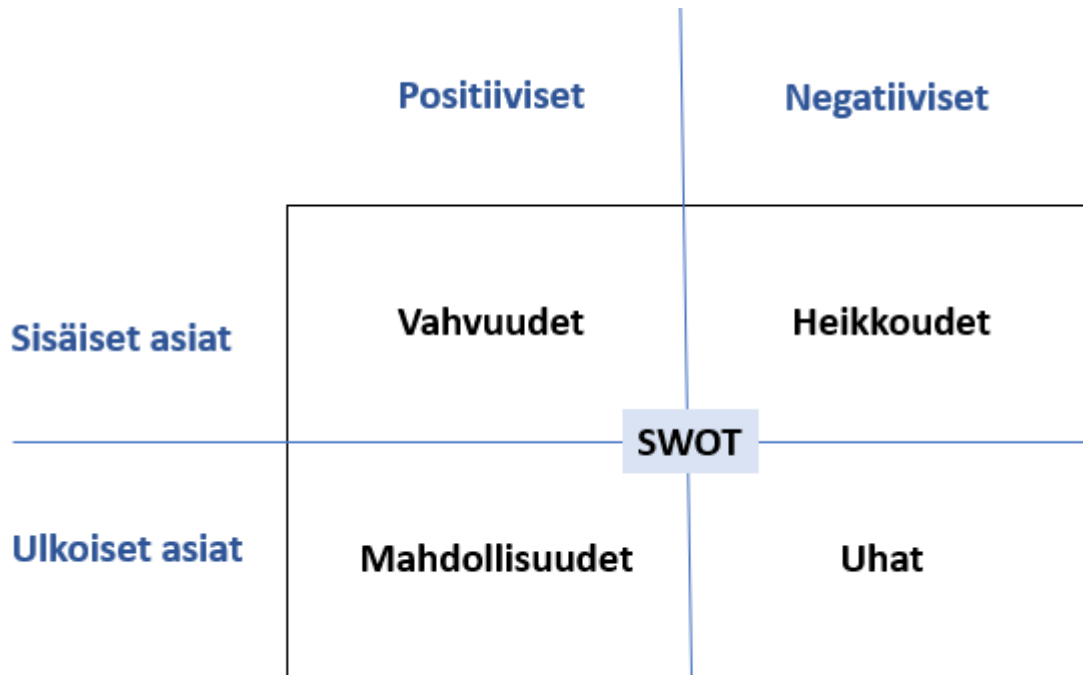 Positiiviset
Negatiiviset
Sisäiset asiat
Vahvuudet
Heikkoudet
SWOT
Ulkoiset asiat
Mahdollisuudet
Uhat